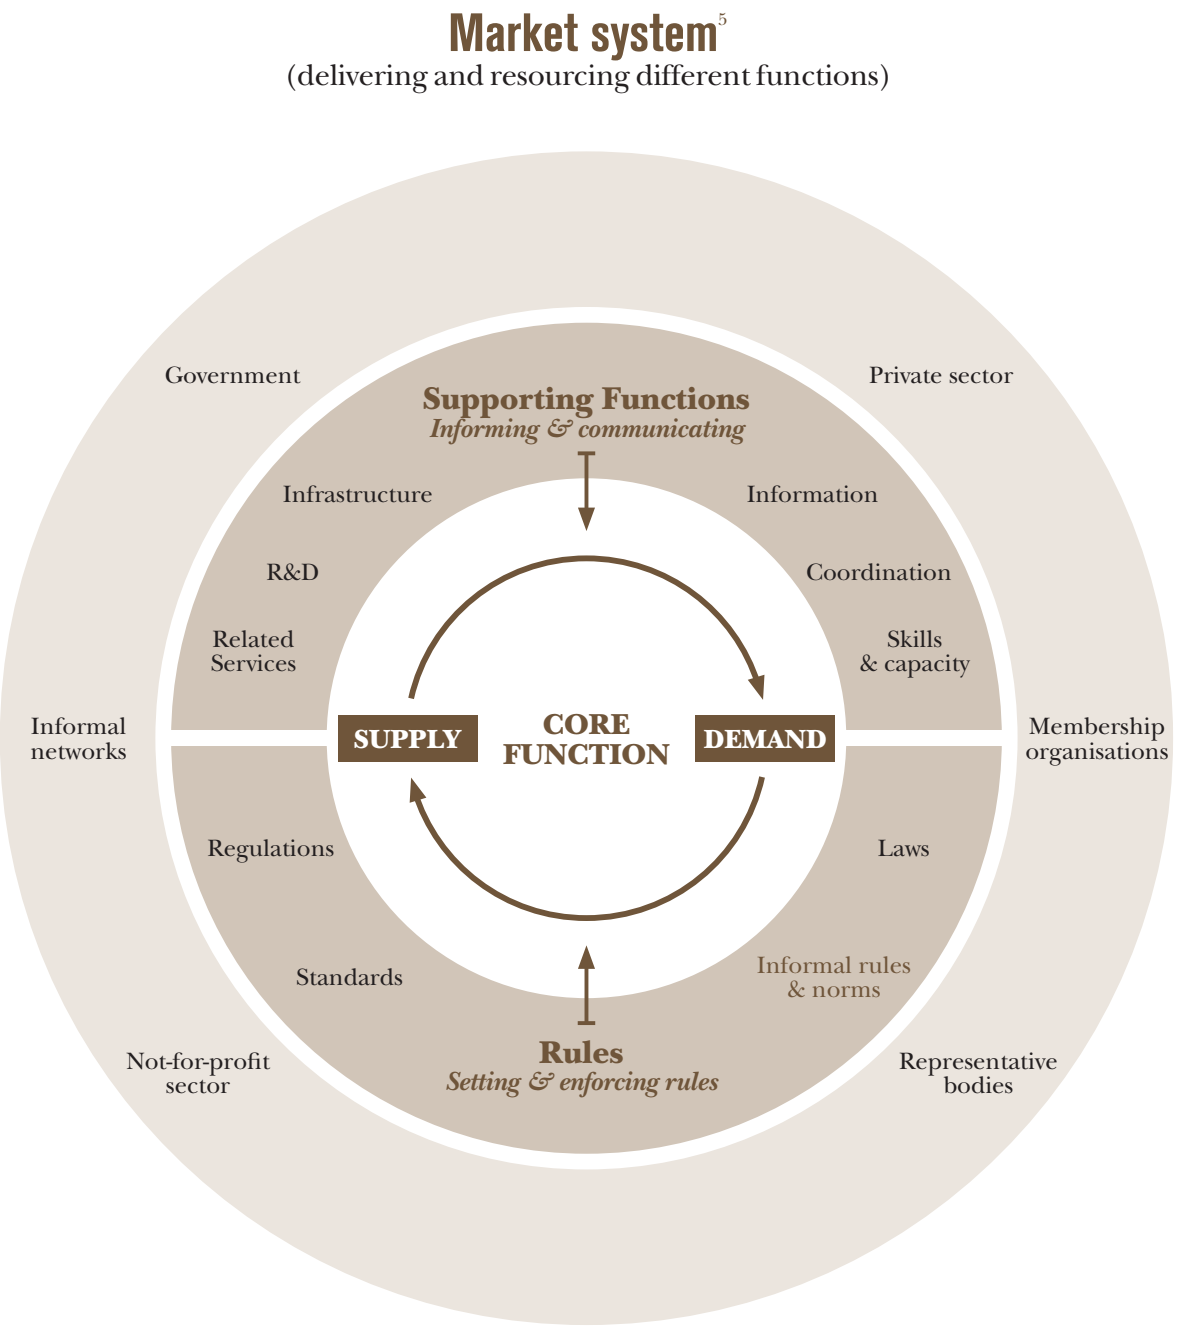 Market system5
(delivering and resourcing different functions)
Government
Private sector
Supporting Functions
Informing & communicating
Infrastructure
Information
R&D
Coordination
Related
Services
Skills
& capacity
Informal
networks
SUPPLY
CORE
FUNCTION
DEMAND
Membership
organisations
Regulations
Laws
Standards
Informal rules
& norms
Rules
Setting & enforcing rules
Not-for-profit
sector
Representative
bodies